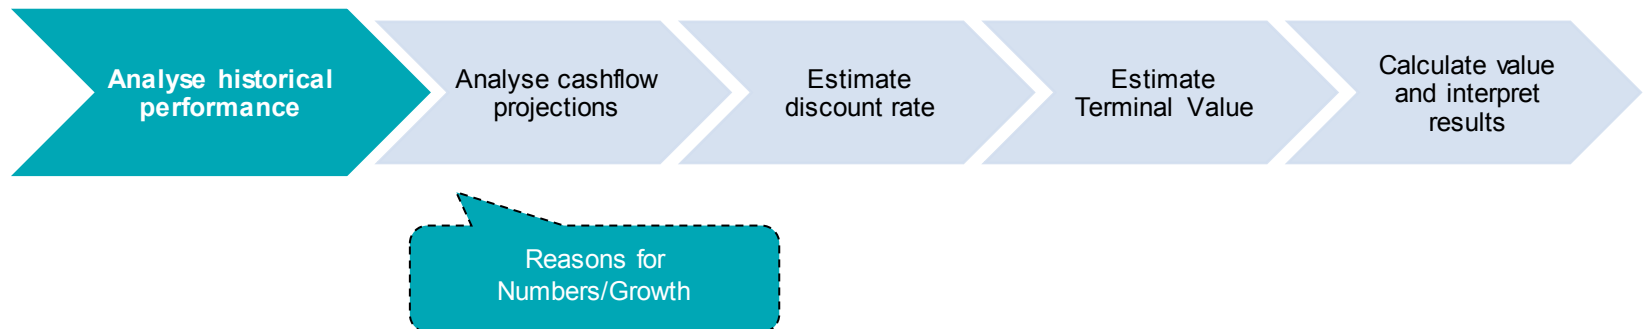 Analyse historical
performance
Analyse cashflow
projections
Estimate
discount rate
Estimate
Terminal Value
Calculate value
and interpret
results
Reasons for
Numbers/Growth